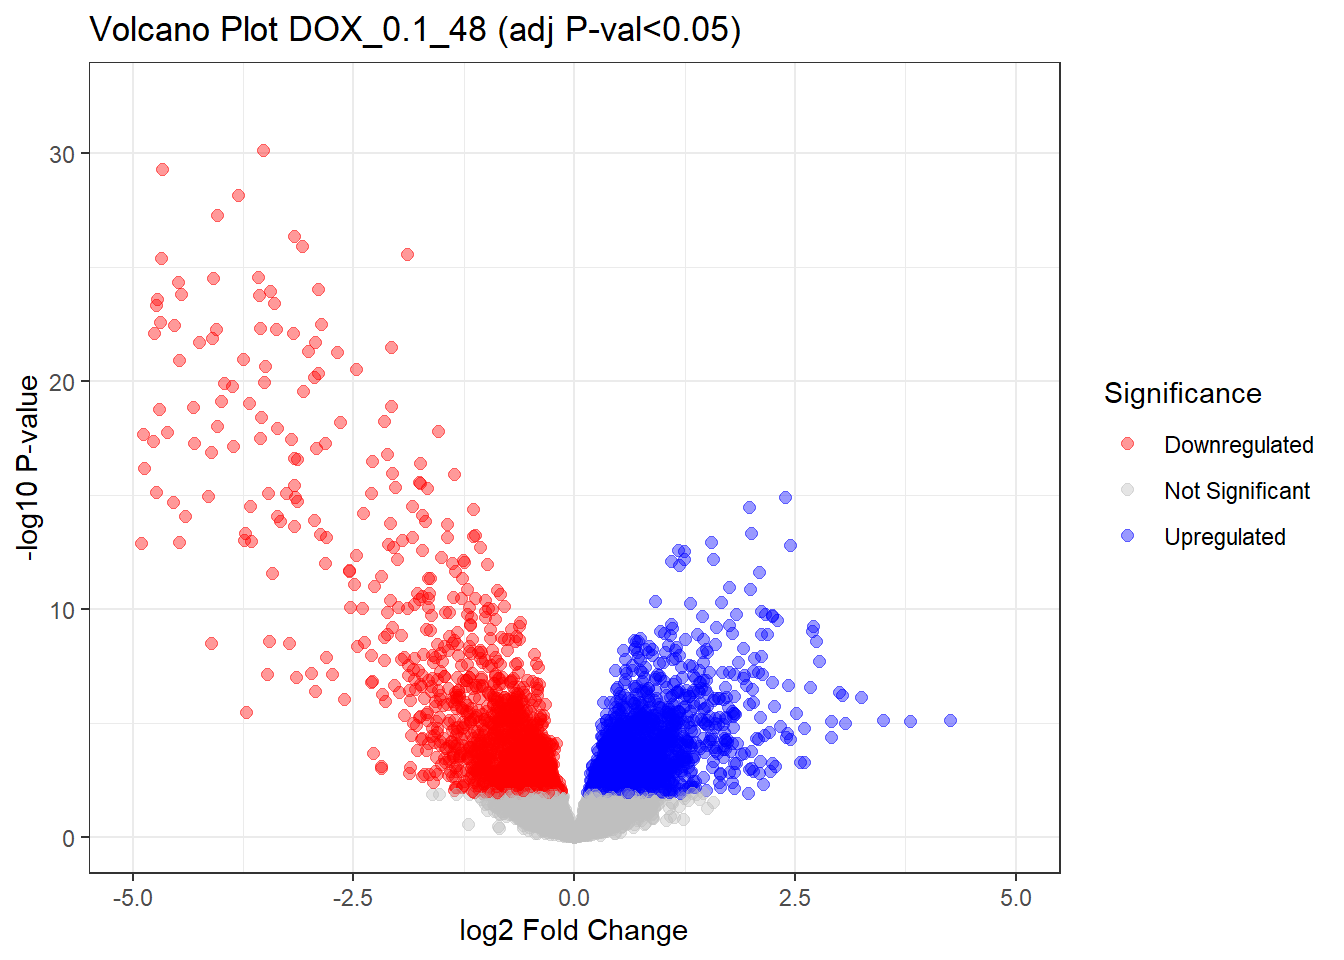 Volcano Plot DOX_0.1_48 (adj P-val<0.05)
-log10 P-value
30
20
10
0
-5.0
-2.5
0.0
2.5
5.0
log2 Fold Change
Significance
Downregulated
Not Significant
Upregulated